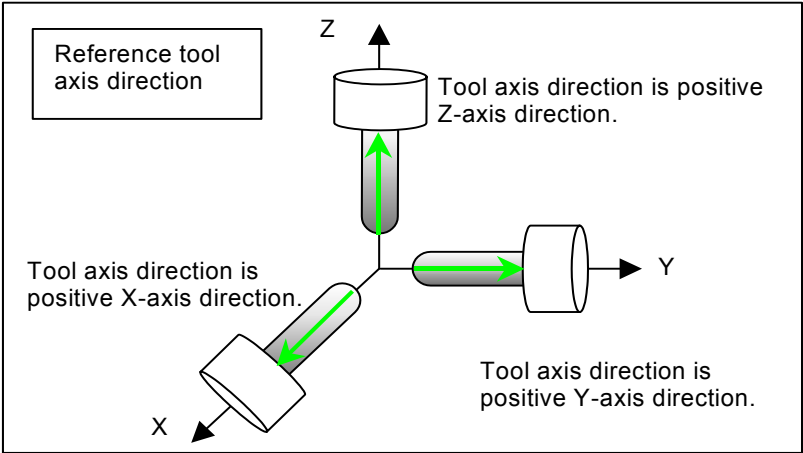 Reference tool
axis direction
Z
Tool axis direction is positive
Z-axis direction.
Tool axis direction is
positive X-axis direction.
Y
Tool axis direction is
positive Y-axis direction.
X